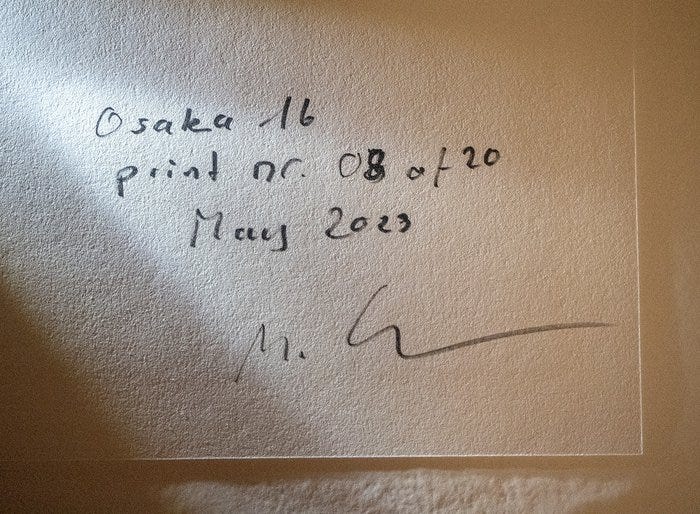 Osaka 16
print nr. 08 of 20
May 2023
M.